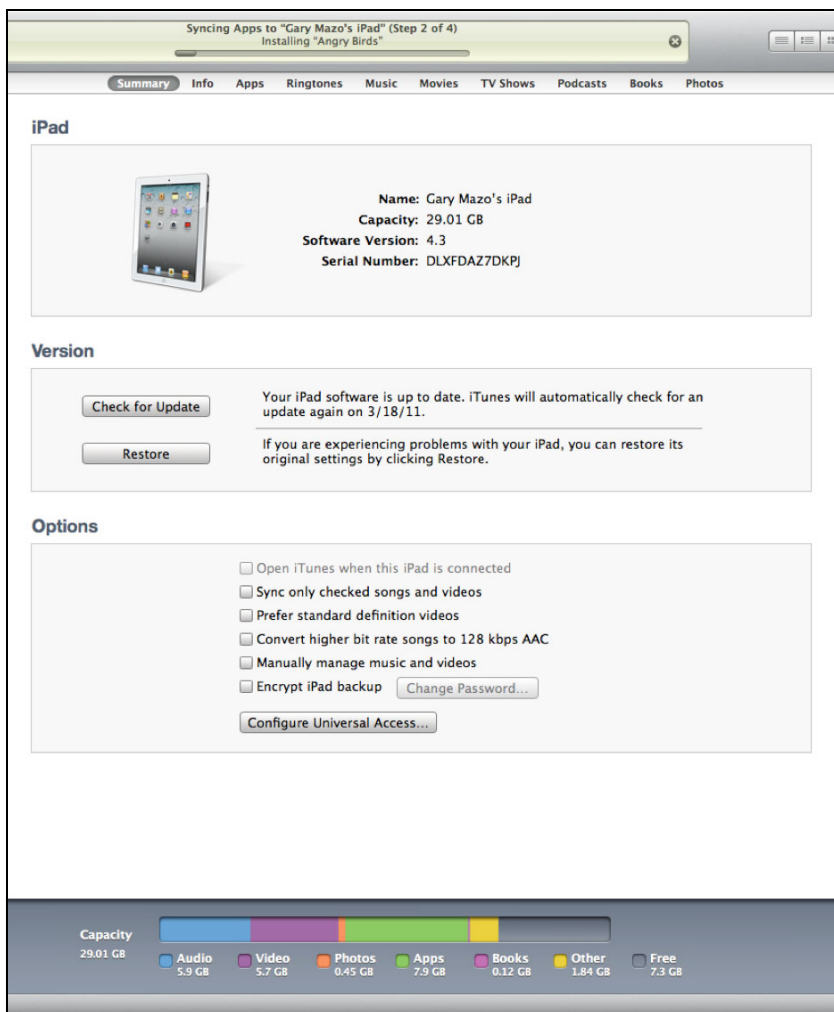 Syncing Apps to "Gary Mazo's iPad" (Step 2 of 4)
Installing "Angry Birds"
Summary Info Apps Ringtones Music Movies TV Shows Podcasts Books Photos
iPad
Name: Gary Mazo's iPad
Capacity: 29.01 GB
Software Version: 4.3
Serial Number: DLXFDAZ7DKPJ
Version
Check for Update
Your iPad software is up to date. iTunes will automatically check for an
update again on 3/18/11.
Restore
If you are experiencing problems with your iPad, you can restore its
original settings by clicking Restore.
Options
Open iTunes when this iPad is connected
Sync only checked songs and videos
Prefer standard definition videos
Convert higher bit rate songs to 128 kbps AAC
Manually manage music and videos
Encrypt iPad backup Change Password...
Configure Universal Access...
Capacity
29.01 GB
Audio
5.9 GB
Video
5.7 GB
Photos
0.45 GB
Apps
7.9 GB
Books
0.12 GB
Other
1.84 GB
Free
7.3 GB